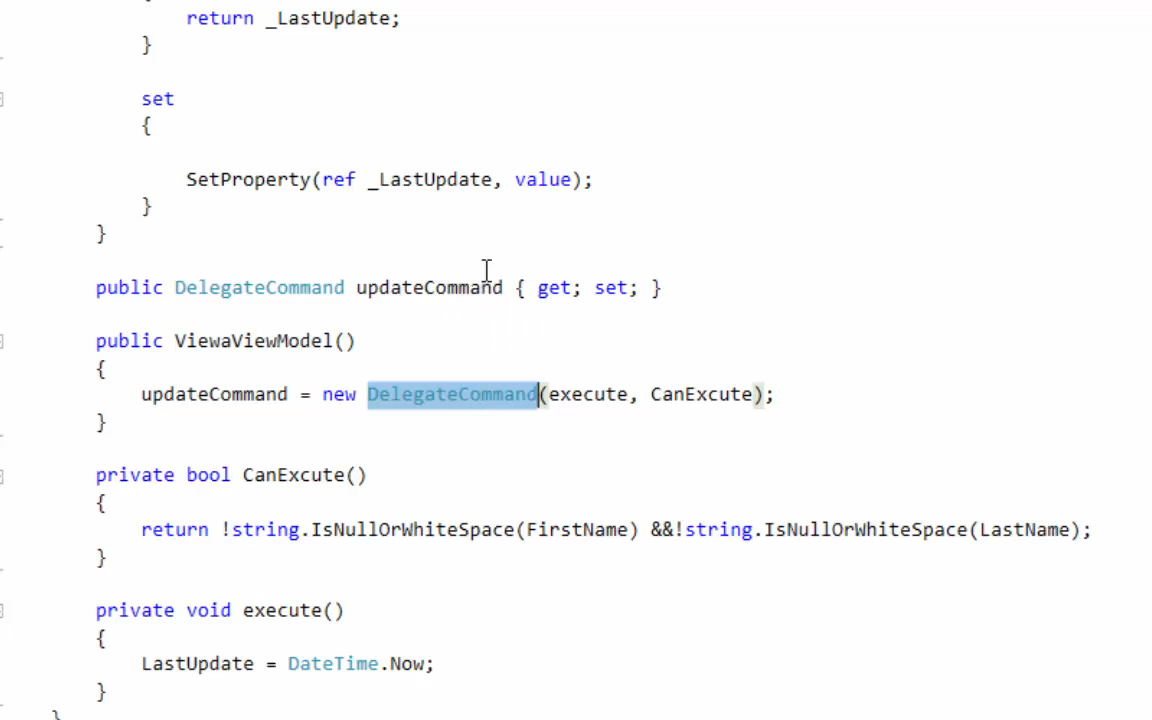 return _LastUpdate;
}
set
{
SetProperty(ref _LastUpdate, value);
}
}
public DelegateCommand updateCommand { get; set; }
public ViewaViewModel()
{
updateCommand = new DelegateCommand(execute, CanExcute);
}
private bool CanExcute()
{
return !string.IsNullOrWhiteSpace(FirstName) &&!string.IsNullOrWhiteSpace(LastName);
}
private void execute()
{
LastUpdate = DateTime.Now;
}
}